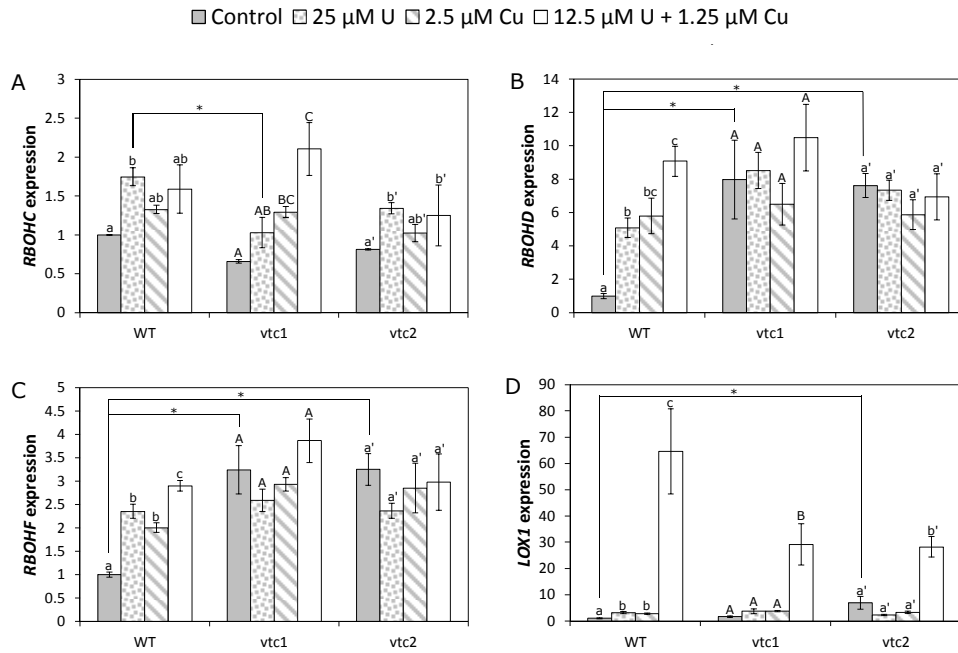 Control 25 µM U 2.5 µM Cu 12.5 µM U + 1.25 µM Cu
A
RBOHC expression
3
2.5
2
1.5
1
0.5
0
*
a b ab ab
A AB BC C
a' b' ab' b'
WT vtc1 vtc2
B
RBOHD expression
14
12
10
8
6
4
2
0
*
*
a b bc c
A A A A
a' a' a' a'
WT vtc1 vtc2
C
RBOHF expression
5
4.5
4
3.5
3
2.5
2
1.5
1
0.5
0
*
*
a b b c
A A A A
a' a' a' a'
WT vtc1 vtc2
D
LOX1 expression
90
80
70
60
50
40
30
20
10
0
*
a b b c
A A A B
a' a' a' b'
WT vtc1 vtc2